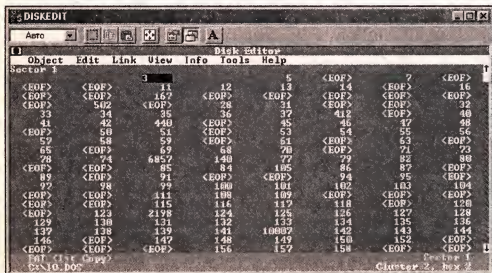 DISKEDIT
Авто
Disk Editor
Object Edit Link View Info Tools Help
Sector 1
3 5 <EOF> 7 <EOF>
<EOF> <EOF> 11 12 13 14 <EOF> 16
<EOF> <EOF> 167 <EOF> <EOF> <EOF> <EOF> <EOF>
<EOF> 502 <EOF> 28 31 <EOF> <EOF> 32
33 34 35 36 37 412 <EOF> 40
41 42 440 <EOF> 45 46 47 48
<EOF> 50 51 <EOF> 53 54 55 56
57 58 59 <EOF> 61 <EOF> 63 <EOF>
65 <EOF> 69 68 70 <EOF> 71 73
78 74 6857 140 77 79 82 80
<EOF> <EOF> 85 84 105 86 87 <EOF>
89 <EOF> 91 <EOF> <EOF> 94 95 <EOF>
97 98 99 100 101 102 103 104
<EOF> <EOF> 111 108 109 <EOF> <EOF> <EOF>
<EOF> <EOF> 115 116 117 118 <EOF> 120
<EOF> 123 2198 124 125 126 127 128
129 130 131 132 133 134 135 136
137 138 139 141 10007 142 143 144
146 <EOF> 147 148 149 150 152 <EOF>
<EOF> <EOF> <EOF> 156 157 158 <EOF> <EOF>
FAT (1st Copy) Sector 1
C:\IO.DOS Cluster 2, hex 2